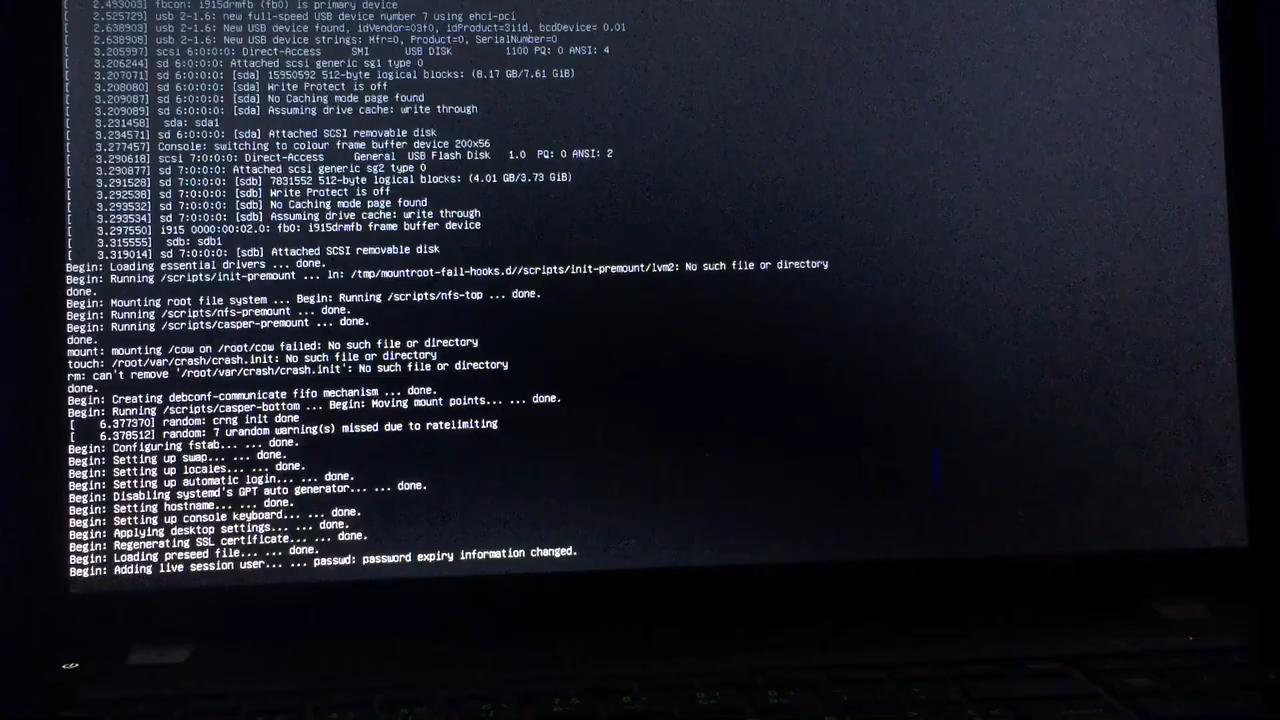 [    2.493003] fbcon: i915drmfb (fb0) is primary device
[    2.525729] usb 2-1.6: new full-speed USB device number 7 using ehci-pci
[    2.638903] usb 2-1.6: New USB device found, idVendor=03f0, idProduct=311d, bcdDevice= 0.01
[    2.638908] usb 2-1.6: New USB device strings: Mfr=0, Product=0, SerialNumber=0
[    3.205997] scsi 6:0:0:0: Direct-Access     SMI      USB DISK         1100 PQ: 0 ANSI: 4
[    3.206244] sd 6:0:0:0: Attached scsi generic sg1 type 0
[    3.207071] sd 6:0:0:0: [sda] 15950592 512-byte logical blocks: (8.17 GB/7.61 GiB)
[    3.208080] sd 6:0:0:0: [sda] Write Protect is off
[    3.209087] sd 6:0:0:0: [sda] No Caching mode page found
[    3.209089] sd 6:0:0:0: [sda] Assuming drive cache: write through
[    3.231458]  sda: sda1
[    3.234571] sd 6:0:0:0: [sda] Attached SCSI removable disk
[    3.277457] Console: switching to colour frame buffer device 200x56
[    3.290618] scsi 7:0:0:0: Direct-Access     General  USB Flash Disk   1.0  PQ: 0 ANSI: 2
[    3.290877] sd 7:0:0:0: Attached scsi generic sg2 type 0
[    3.291528] sd 7:0:0:0: [sdb] 7831552 512-byte logical blocks: (4.01 GB/3.73 GiB)
[    3.292538] sd 7:0:0:0: [sdb] Write Protect is off
[    3.293532] sd 7:0:0:0: [sdb] No Caching mode page found
[    3.293534] sd 7:0:0:0: [sdb] Assuming drive cache: write through
[    3.297550] i915 0000:00:02.0: fb0: i915drmfb frame buffer device
[    3.315555]  sdb: sdb1
[    3.319014] sd 7:0:0:0: [sdb] Attached SCSI removable disk
Begin: Loading essential drivers ... done.
Begin: Running /scripts/init-premount ... ln: /tmp/mountroot-fail-hooks.d//scripts/init-premount/lvm2: No such file or directory
done.
Begin: Mounting root file system ... Begin: Running /scripts/nfs-top ... done.
Begin: Running /scripts/nfs-premount ... done.
Begin: Running /scripts/casper-premount ... done.
done.
mount: mounting /cow on /root/cow failed: No such file or directory
touch: /root/var/crash/crash.init: No such file or directory
rm: can't remove '/root/var/crash/crash.init': No such file or directory
done.
Begin: Creating debconf-communicate fifo mechanism ... done.
Begin: Running /scripts/casper-bottom ... Begin: Moving mount points... ... done.
[    6.377370] random: crng init done
[    6.378512] random: 7 urandom warning(s) missed due to ratelimiting
Begin: Configuring fstab... ... done.
Begin: Setting up swap... ... done.
Begin: Setting up locales... ... done.
Begin: Setting up automatic login... ... done.
Begin: Disabling systemd's GPT auto generator... ... done.
Begin: Setting hostname... ... done.
Begin: Setting up console keyboard... ... done.
Begin: Applying desktop settings... ... done.
Begin: Regenerating SSL certificate... ... done.
Begin: Loading preseed file... ... done.
Begin: Adding live session user... ... passwd: password expiry information changed.